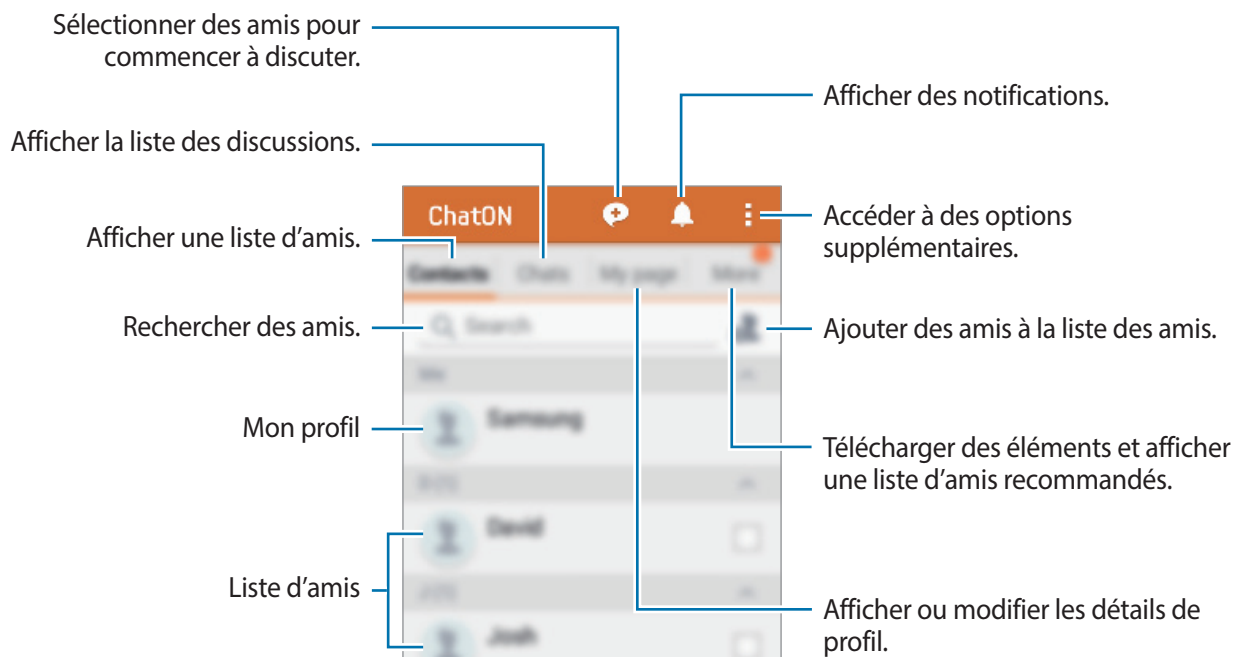 Sélectionner des amis pour
commencer à discuter.
Afficher des notifications.
Afficher la liste des discussions.
ChatON
Accéder à des options
supplémentaires.
Afficher une liste d'amis.
Contacts Chats My page More
Rechercher des amis.
Search
Ajouter des amis à la liste des amis.
Me
Mon profil
Samsung
Télécharger des éléments et afficher
une liste d'amis recommandés.
David
Liste d'amis
Afficher ou modifier les détails de
profil.
Josh